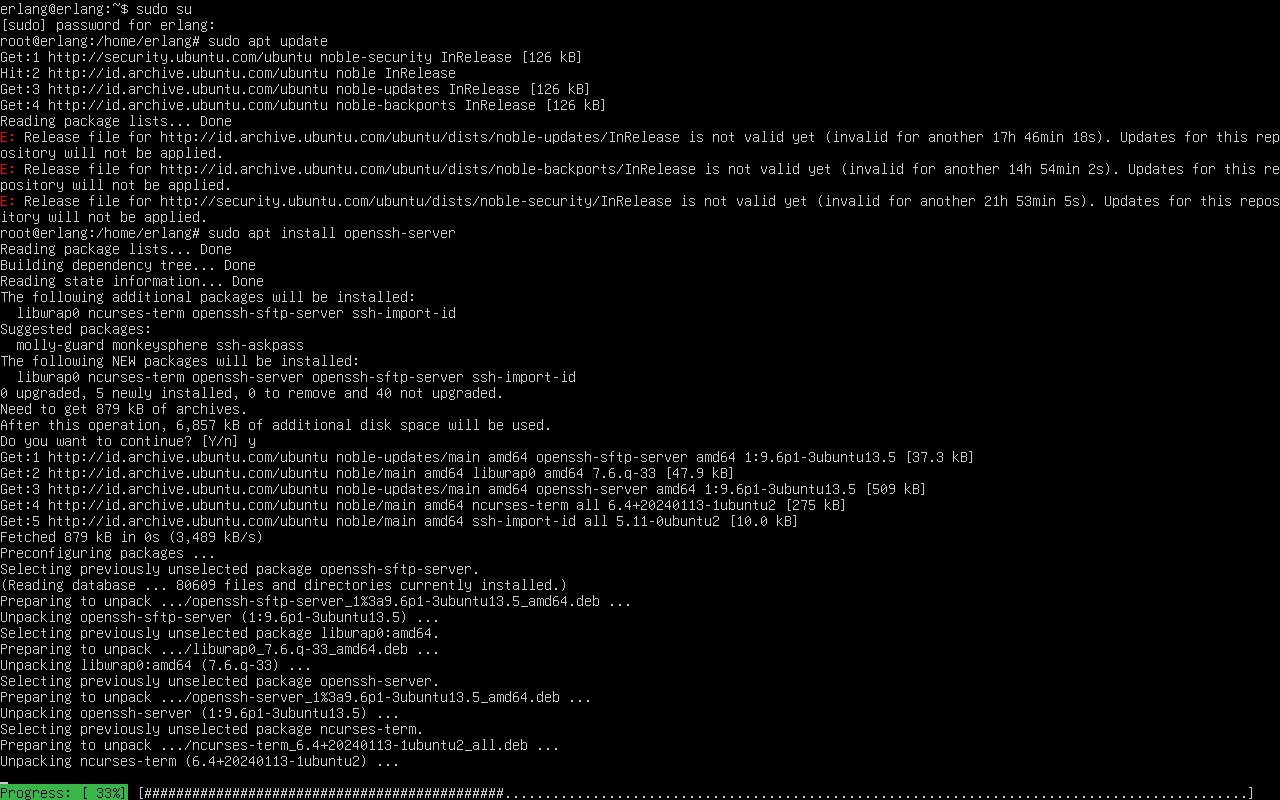 erlang@erlang:~$ sudo su
[sudo] password for erlang:
root@erlang:/home/erlang# sudo apt update
Get:1 http://security.ubuntu.com/ubuntu noble-security InRelease [126 kB]
Hit:2 http://id.archive.ubuntu.com/ubuntu noble InRelease
Get:3 http://id.archive.ubuntu.com/ubuntu noble-updates InRelease [126 kB]
Get:4 http://id.archive.ubuntu.com/ubuntu noble-backports InRelease [126 kB]
Reading package lists... Done
E: Release file for http://id.archive.ubuntu.com/ubuntu/dists/noble-updates/InRelease is not valid yet (invalid for another 17h 46min 18s). Updates for this rep
ository will not be applied.
E: Release file for http://id.archive.ubuntu.com/ubuntu/dists/noble-backports/InRelease is not valid yet (invalid for another 14h 54min 2s). Updates for this re
pository will not be applied.
E: Release file for http://security.ubuntu.com/ubuntu/dists/noble-security/InRelease is not valid yet (invalid for another 21h 53min 5s). Updates for this repos
itory will not be applied.
root@erlang:/home/erlang# sudo apt install openssh-server
Reading package lists... Done
Building dependency tree... Done
Reading state information... Done
The following additional packages will be installed:
  libwrap0 ncurses-term openssh-sftp-server ssh-import-id
Suggested packages:
  molly-guard monkeysphere ssh-askpass
The following NEW packages will be installed:
  libwrap0 ncurses-term openssh-server openssh-sftp-server ssh-import-id
0 upgraded, 5 newly installed, 0 to remove and 40 not upgraded.
Need to get 879 kB of archives.
After this operation, 6,857 kB of additional disk space will be used.
Do you want to continue? [Y/n] y
Get:1 http://id.archive.ubuntu.com/ubuntu noble-updates/main amd64 openssh-sftp-server amd64 1:9.6p1-3ubuntu13.5 [37.3 kB]
Get:2 http://id.archive.ubuntu.com/ubuntu noble/main amd64 libwrap0 amd64 7.6.q-33 [47.9 kB]
Get:3 http://id.archive.ubuntu.com/ubuntu noble-updates/main amd64 openssh-server amd64 1:9.6p1-3ubuntu13.5 [509 kB]
Get:4 http://id.archive.ubuntu.com/ubuntu noble/main amd64 ncurses-term all 6.4+20240113-1ubuntu2 [275 kB]
Get:5 http://id.archive.ubuntu.com/ubuntu noble/main amd64 ssh-import-id all 5.11-0ubuntu2 [10.0 kB]
Fetched 879 kB in 0s (3,489 kB/s)
Preconfiguring packages ...
Selecting previously unselected package openssh-sftp-server.
(Reading database ... 80609 files and directories currently installed.)
Preparing to unpack .../openssh-sftp-server_1%3a9.6p1-3ubuntu13.5_amd64.deb ...
Unpacking openssh-sftp-server (1:9.6p1-3ubuntu13.5) ...
Selecting previously unselected package libwrap0:amd64.
Preparing to unpack .../libwrap0_7.6.q-33_amd64.deb ...
Unpacking libwrap0:amd64 (7.6.q-33) ...
Selecting previously unselected package openssh-server.
Preparing to unpack .../openssh-server_1%3a9.6p1-3ubuntu13.5_amd64.deb ...
Unpacking openssh-server (1:9.6p1-3ubuntu13.5) ...
Selecting previously unselected package ncurses-term.
Preparing to unpack .../ncurses-term_6.4+20240113-1ubuntu2_all.deb ...
Unpacking ncurses-term (6.4+20240113-1ubuntu2) ...
Progress: [ 33%] [#############################################.............................................................................................]